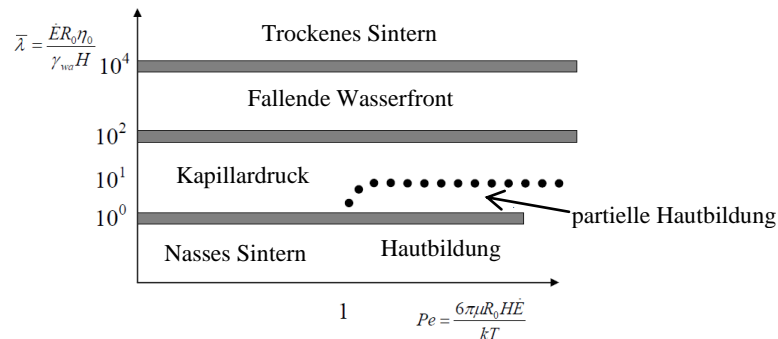 Trockenes Sintern
λ̅ = ĖR₀η₀ / γ_wa H
10⁴
Fallende Wasserfront
10²
Kapillardruck
10¹
partielle Hautbildung
10⁰
Nasses Sintern
Hautbildung
1
Pe = 6πμR₀HĖ / kT